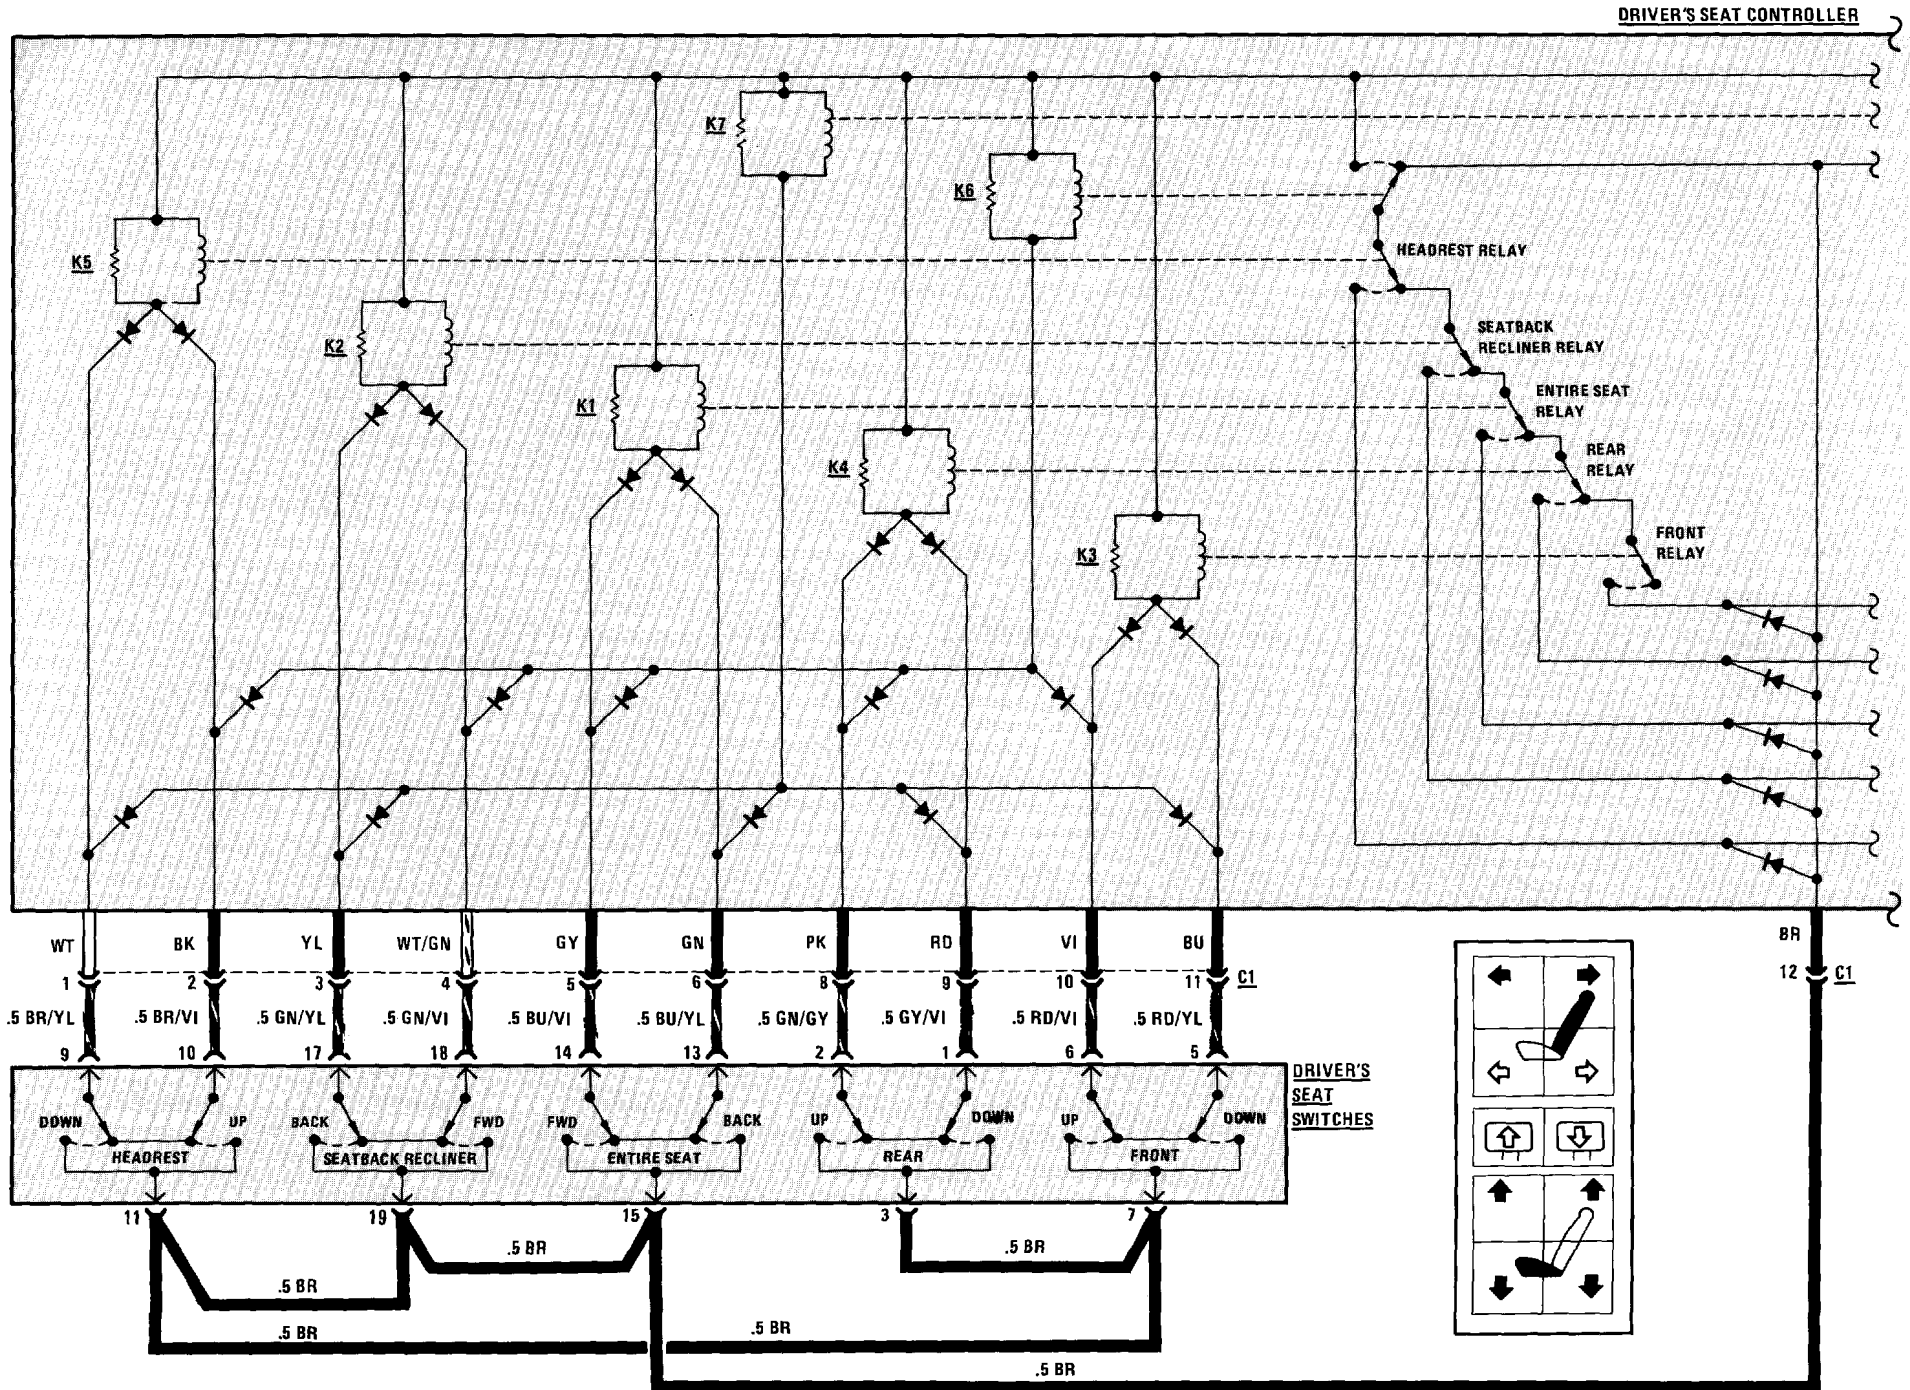 DRIVER'S SEAT CONTROLLER
K7
K6
K5
HEADREST RELAY
K2
SEATBACK
RECLINER RELAY
K1
ENTIRE SEAT
RELAY
K4
REAR
RELAY
K3
FRONT
RELAY
WT BK YL WT/GN GY GN PK RD VI BU BR
1 2 3 4 5 6 8 9 10 11 C1 12 C1
.5 BR/YL .5 BR/VI .5 GN/YL .5 GN/VI .5 BU/VI .5 BU/YL .5 GN/GY .5 GY/VI .5 RD/VI .5 RD/YL
9 10 17 18 14 13 2 1 6 5
DRIVER'S
SEAT
SWITCHES
DOWN UP BACK FWD FWD BACK UP DOWN UP DOWN
HEADREST SEATBACK RECLINER ENTIRE SEAT REAR FRONT
11 19 15 3 7
.5 BR .5 BR
.5 BR
.5 BR .5 BR
.5 BR